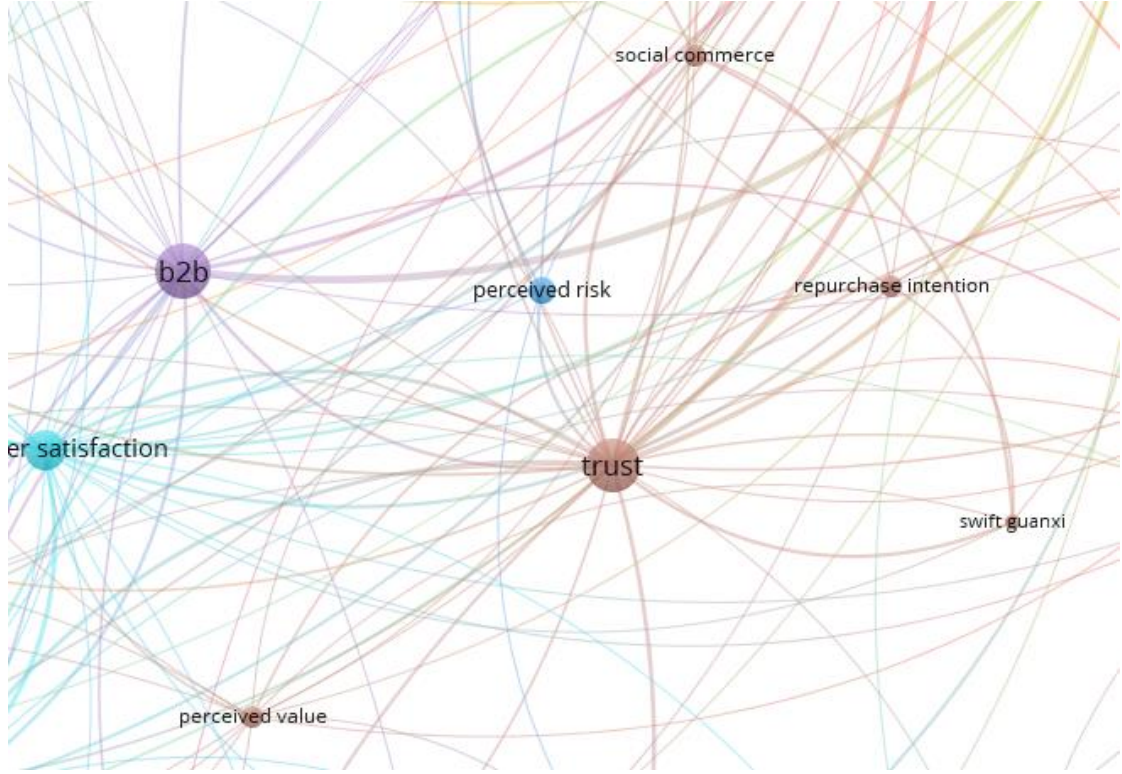 social commerce
b2b
perceived risk
repurchase intention
er satisfaction
trust
swift guanxi
perceived value